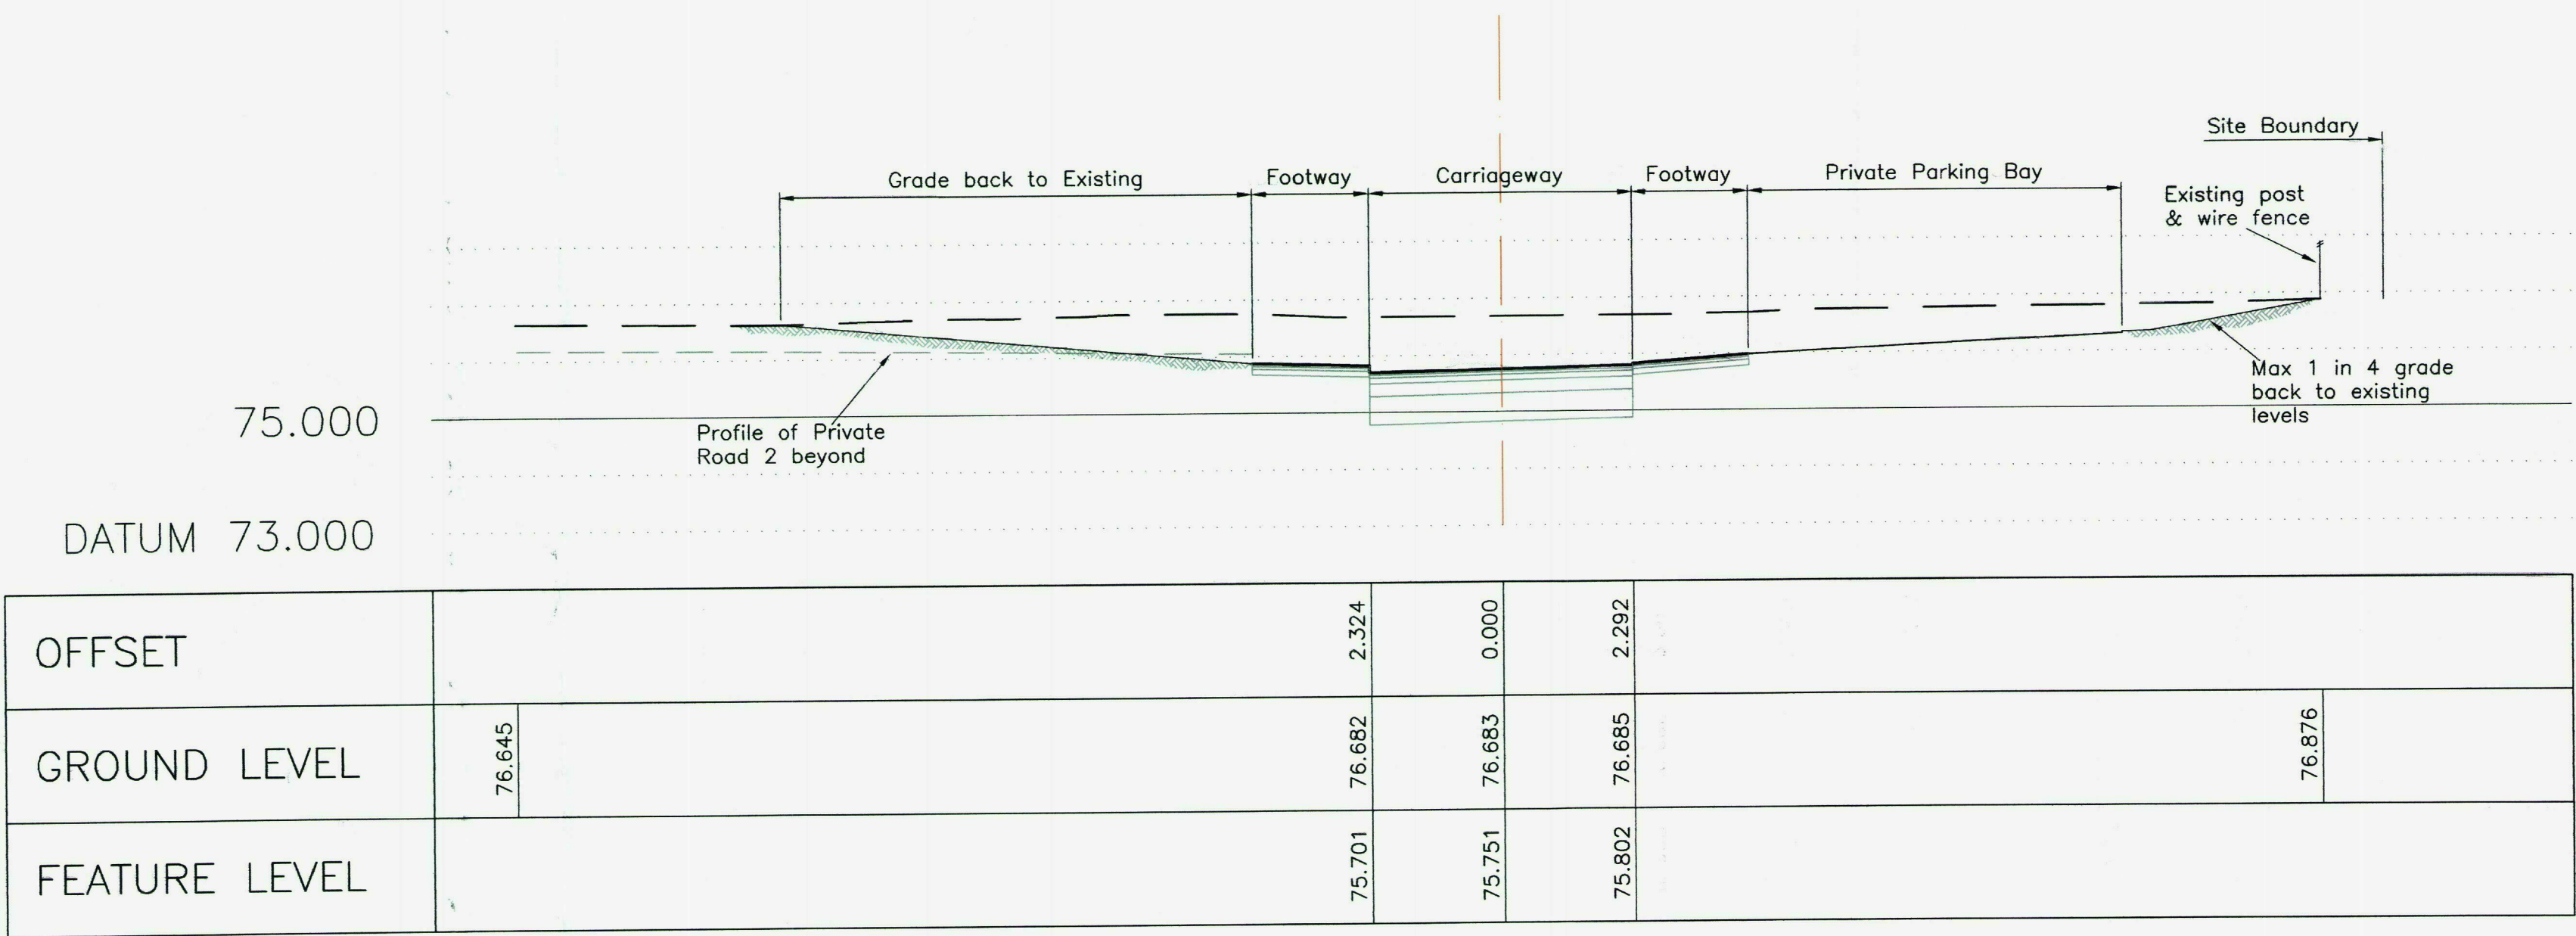 Site Boundary
Grade back to Existing
Footway
Carriageway
Footway
Private Parking Bay
Existing post
& wire fence
Max 1 in 4 grade
back to existing
levels
75.000
Profile of Private
Road 2 beyond
DATUM 73.000
OFFSET
2.324
0.000
2.292
GROUND LEVEL
76.645
76.682
76.683
76.685
76.876
FEATURE LEVEL
75.701
75.751
75.802